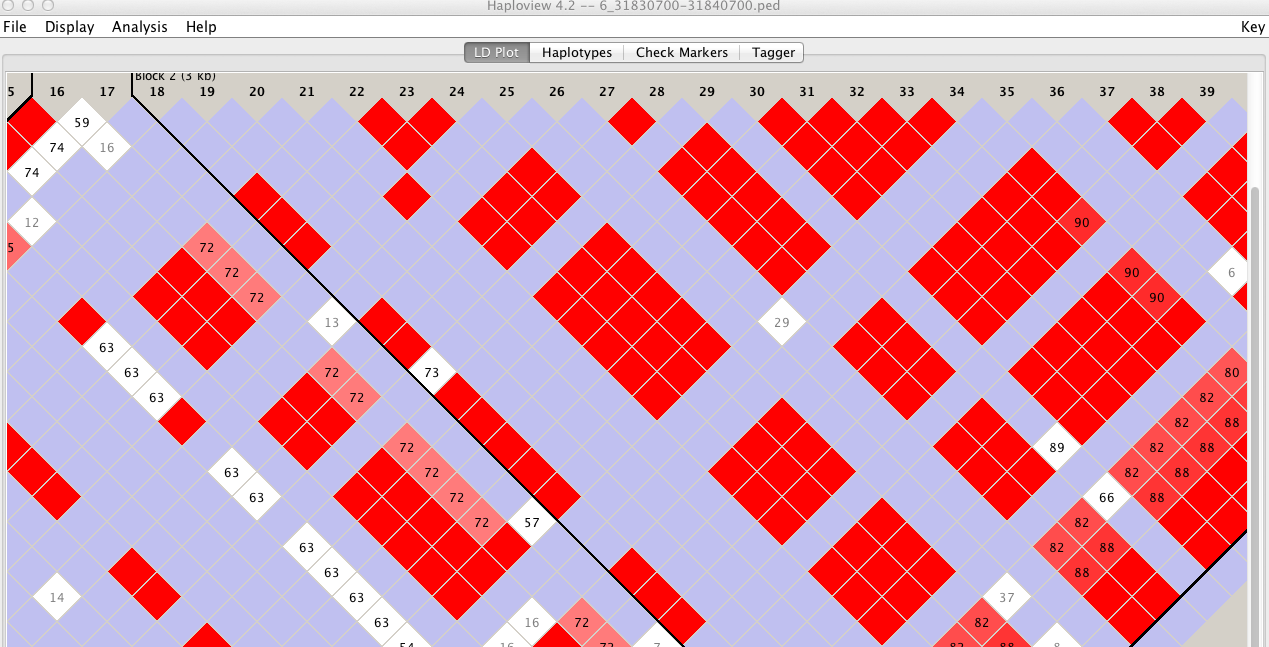 Haploview 4.2 -- 6_31830700-31840700.ped
File Display Analysis Help Key
LD Plot Haplotypes Check Markers Tagger
Block 2 (3 kb)
5 16 17 18 19 20 21 22 23 24 25 26 27 28 29 30 31 32 33 34 35 36 37 39
59
74 16
74
12 90
5 72
72 90 6
72 90
13 29
63
63 72 73 80
63 72 82
82 88
72 89 82 88
63 72 82 88
63 72 66 88
72 57 82
63 82 88
63 88
14 63 37
63 16 72 82